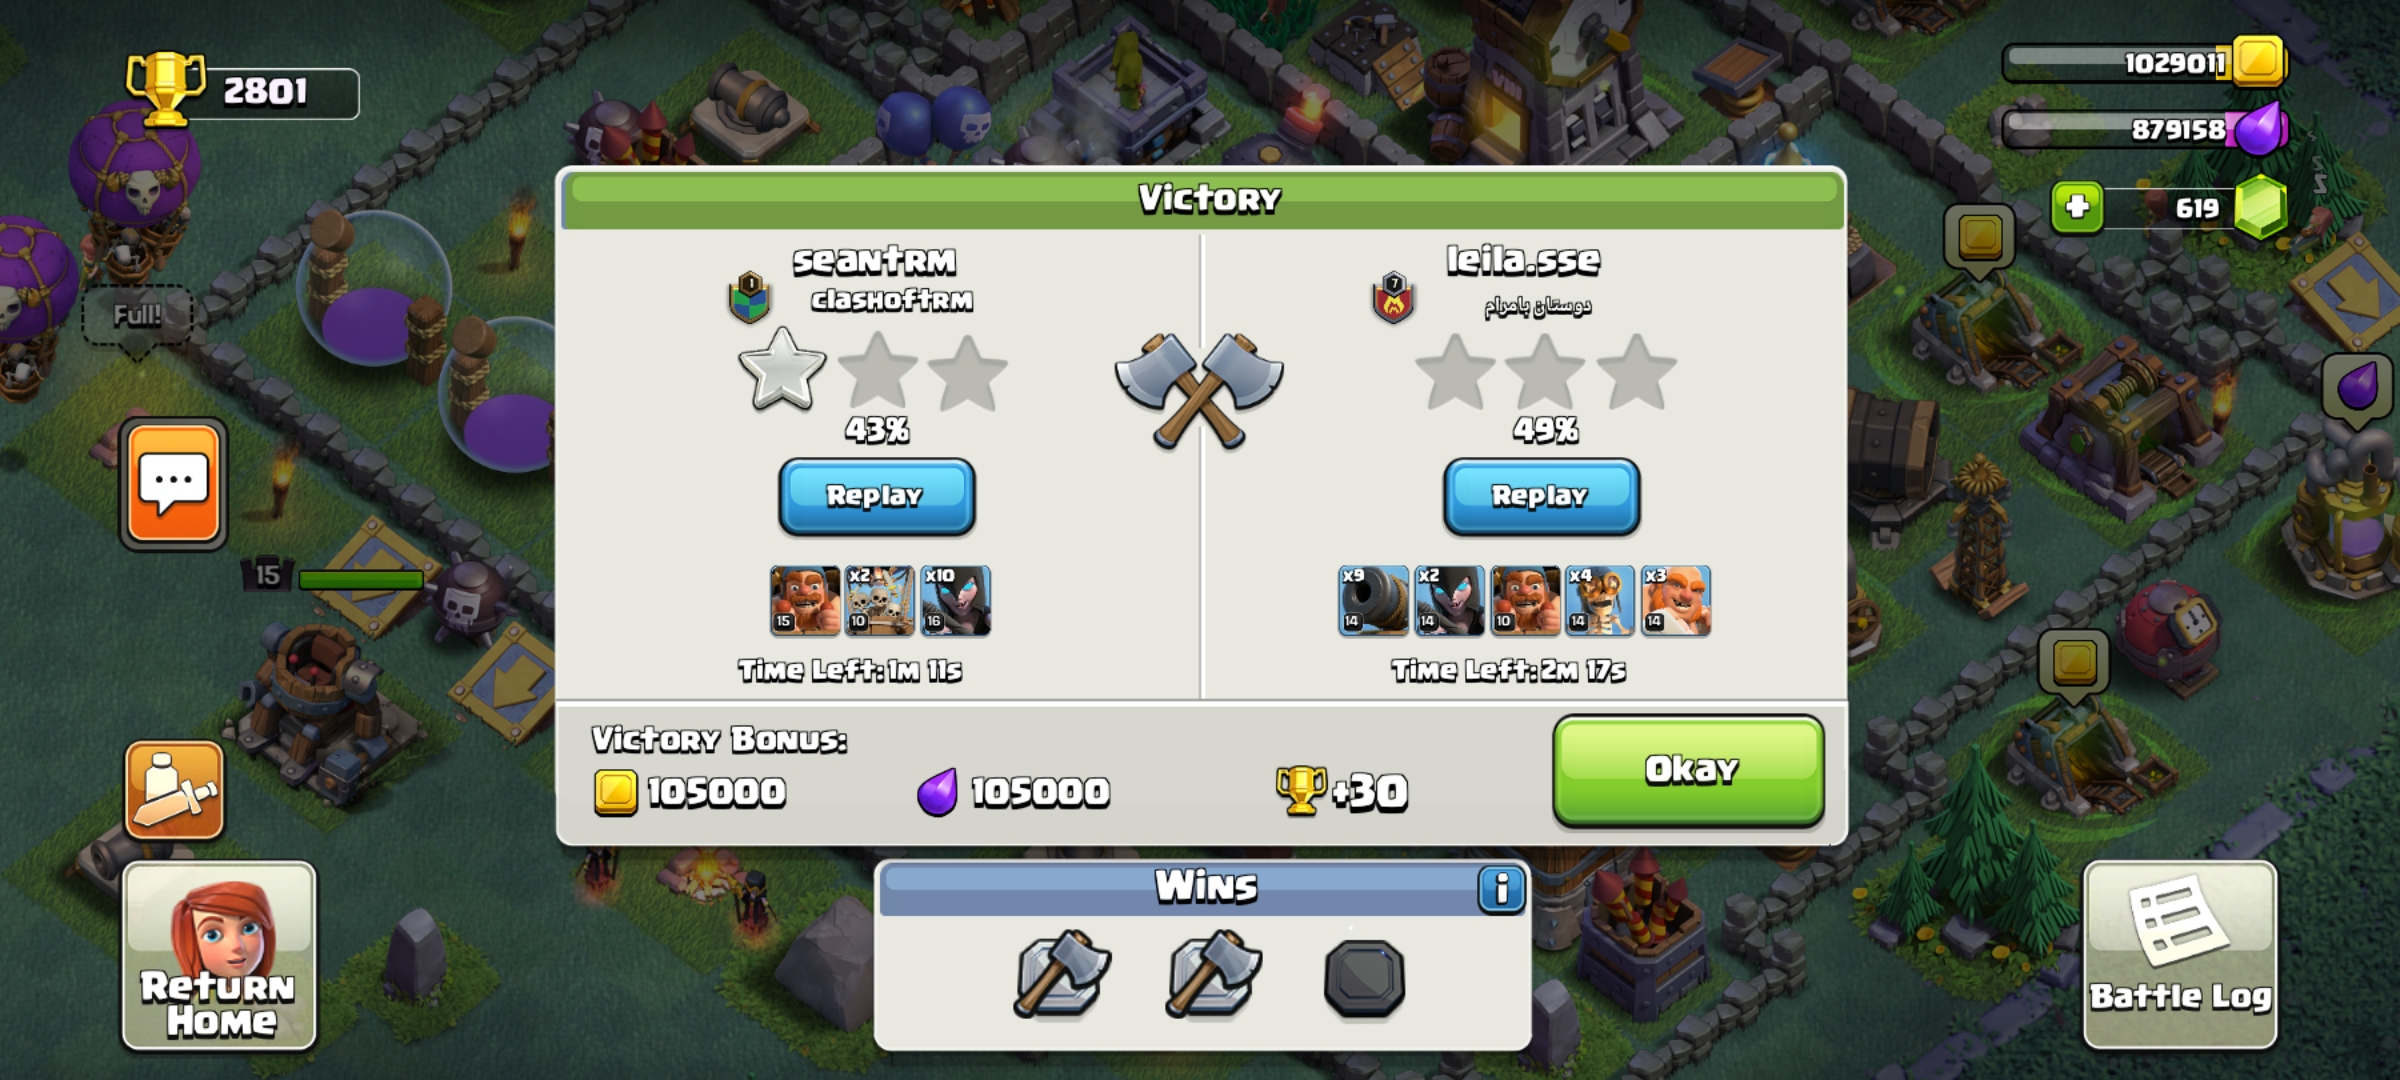 2801
1029011
879158
619
Full!
15
Victory
seantrm
clashoftrm
1
43%
Replay
15
x2
10
x10
16
Time Left: 1m 11s
leila.sse
دوستان بامرام
7
49%
Replay
x9
14
x2
14
10
x4
14
x3
14
Time Left: 2m 17s
Victory Bonus:
105000
105000
+30
Okay
Wins
i
Return
Home
Battle Log
z
z